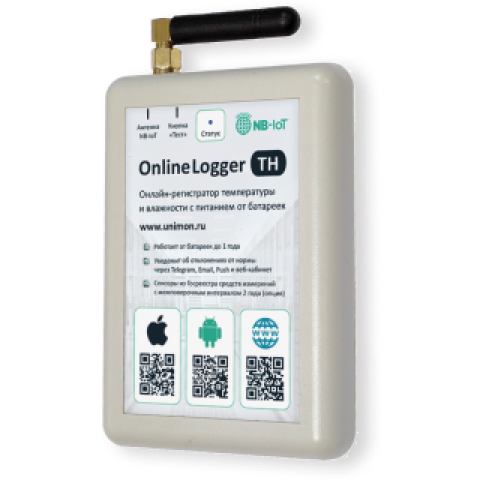 Антенна NB-IoT
Кнопка «Тест»
Статус
NB-IoT
OnlineLogger TH
Онлайн-регистратор температуры
и влажности с питанием от батареек
www.unimon.ru
Работает от батареек до 1 года
Уведомит об отклонениях от нормы
через Telegram, Email, Push и веб-кабинет
Сенсоры из Госреестра средств измерений
с межповерочным интервалом 2 года (опция)
WWW